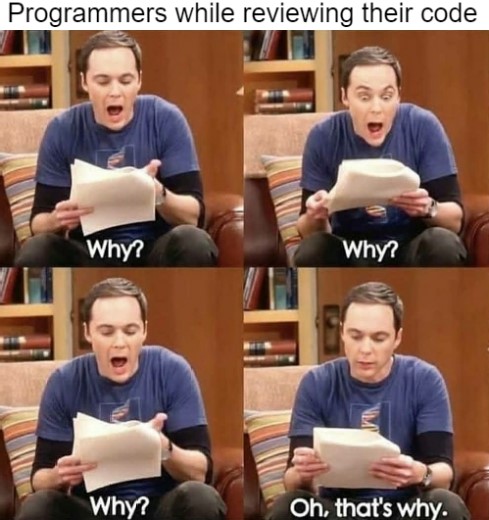 Programmers while reviewing their code
Why?
Why?
Why?
Oh, that's why.